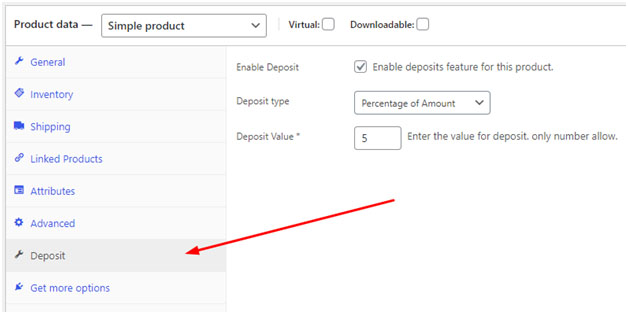 Product data — Simple product Virtual: Downloadable:
General
Inventory
Shipping
Linked Products
Attributes
Advanced
Deposit
Get more options
Enable Deposit Enable deposits feature for this product.
Deposit type Percentage of Amount
Deposit Value * 5 Enter the value for deposit. only number allow.